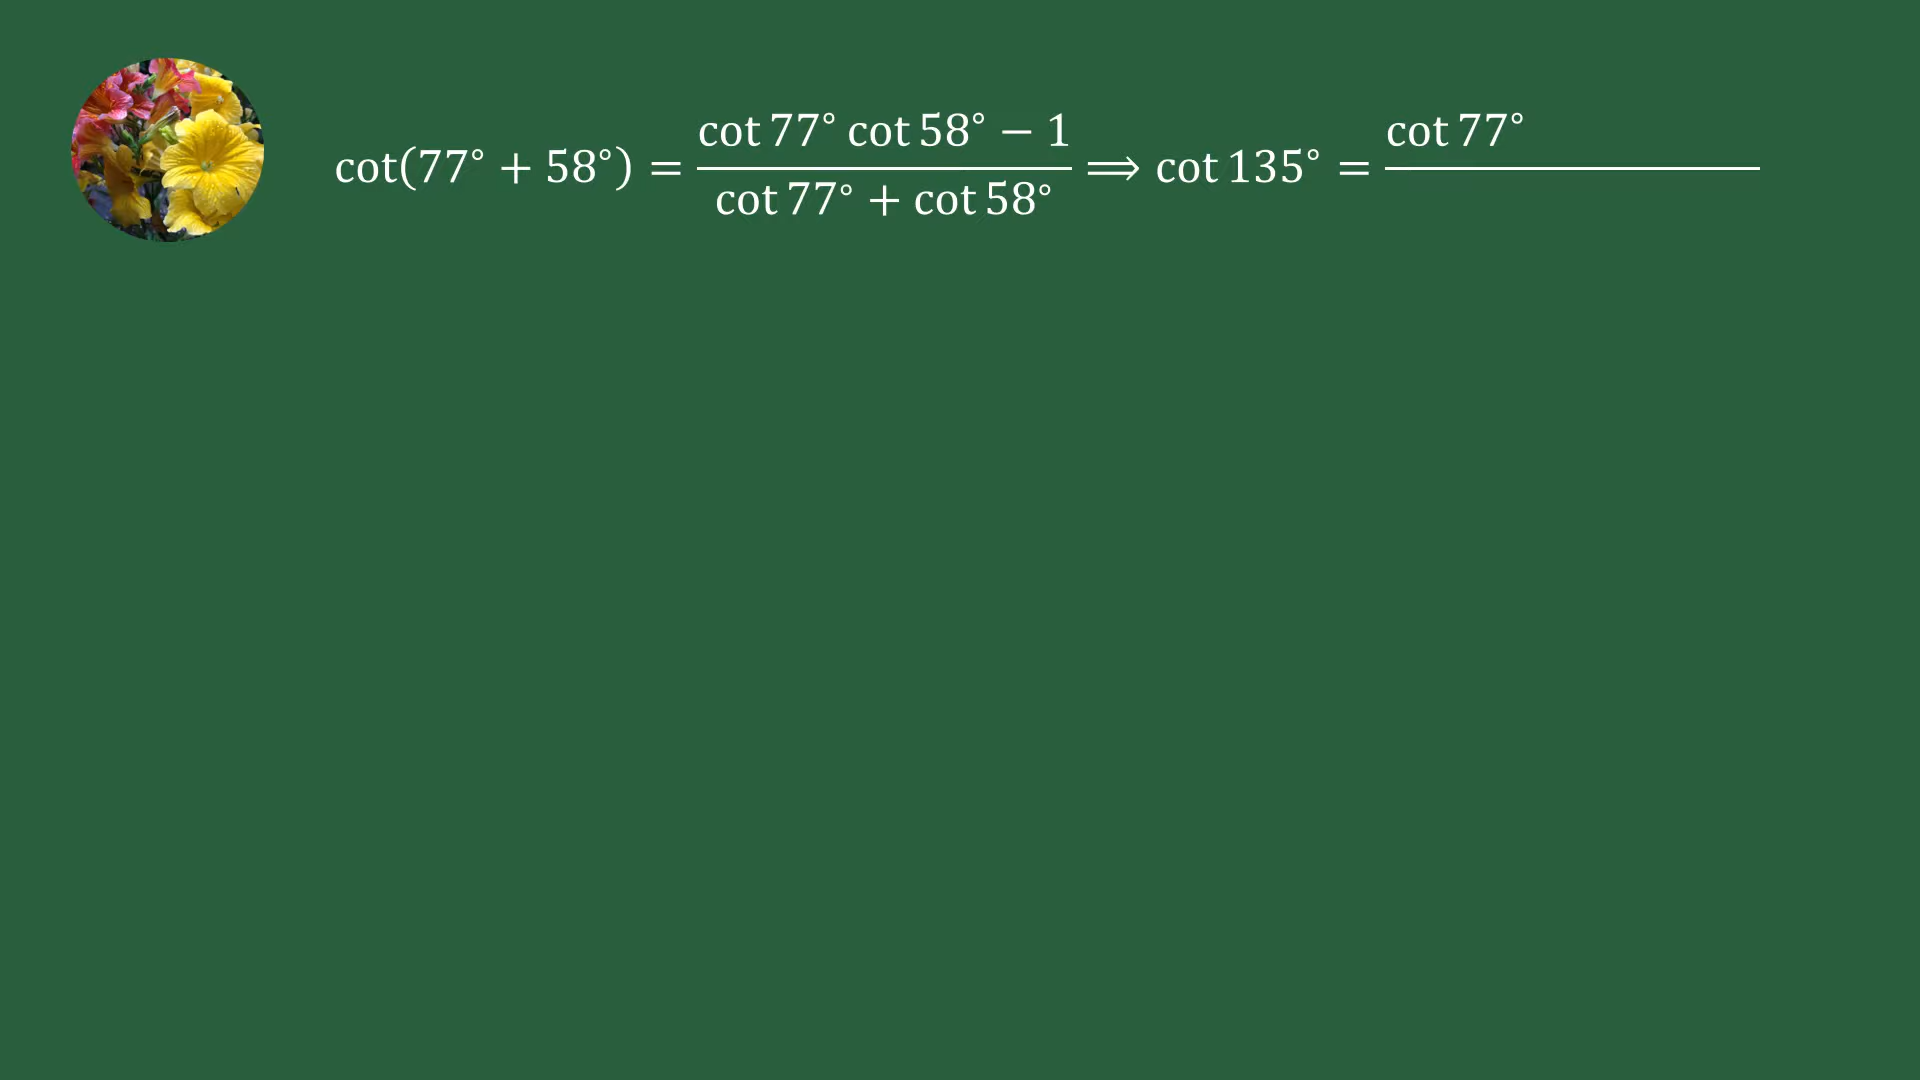 cot(77° + 58°) = (cot 77° cot 58° − 1)/(cot 77° + cot 58°) ⟹ cot 135° = cot 77°